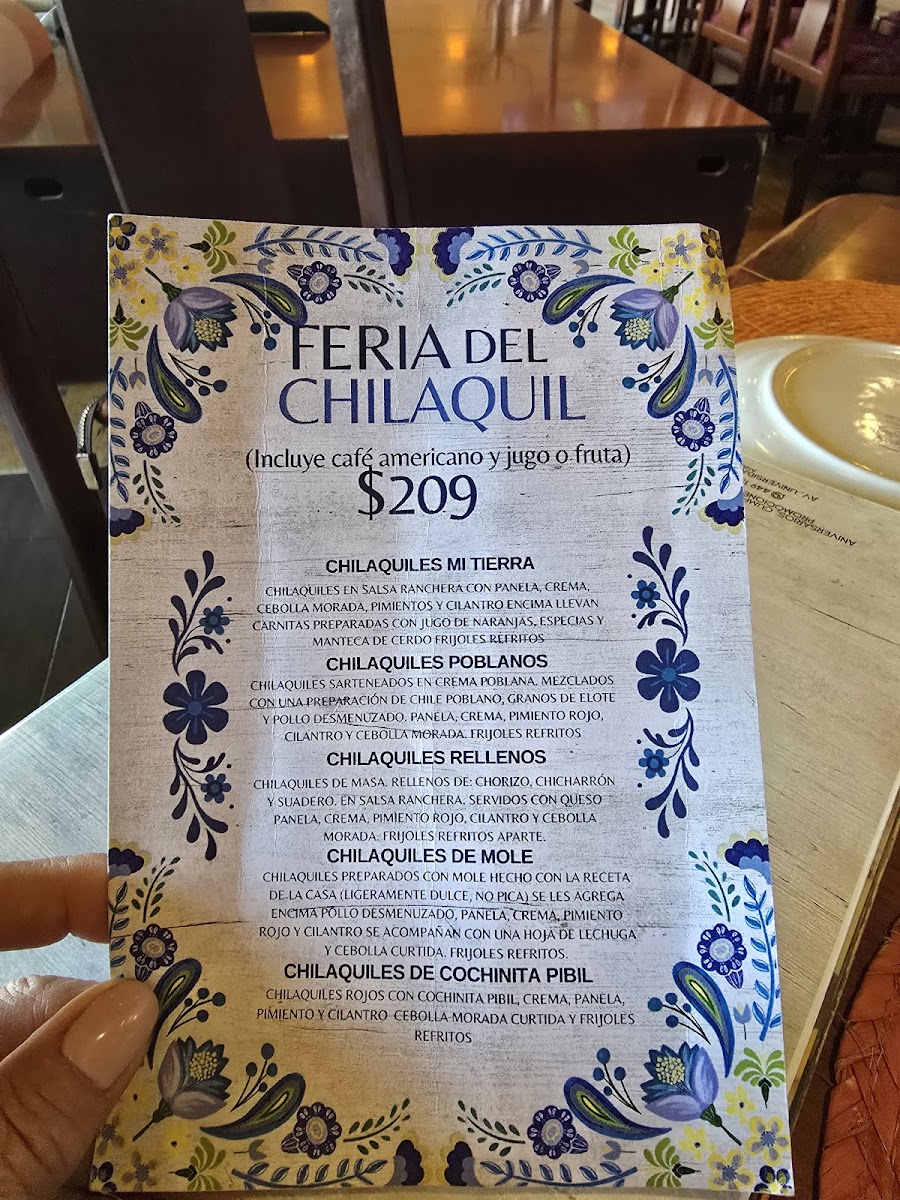 FERIA DEL
CHILAQUIL
(Incluye café americano y jugo o fruta)
$209
CHILAQUILES MI TIERRA
CHILAQUILES EN SALSA RANCHERA CON PANELA, CREMA,
CEBOLLA MORADA, PIMIENTOS Y CILANTRO ENCIMA LLEVAN
CARNITAS PREPARADAS CON JUGO DE NARANJAS, ESPECIAS Y
MANTECA DE CERDO FRIJOLES REFRITOS
CHILAQUILES POBLANOS
CHILAQUILES SARTENEADOS EN CREMA POBLANA. MEZCLADOS
CON UNA PREPARACIÓN DE CHILE POBLANO, GRANOS DE ELOTE
Y POLLO DESMENUZADO. PANELA, CREMA, PIMIENTO ROJO,
CILANTRO Y CEBOLLA MORADA. FRIJOLES REFRITOS
CHILAQUILES RELLENOS
CHILAQUILES DE MASA. RELLENOS DE: CHORIZO, CHICHARRÓN
Y SUADERO. EN SALSA RANCHERA. SERVIDOS CON QUESO
PANELA, CREMA, PIMIENTO ROJO, CILANTRO Y CEBOLLA
MORADA. FRIJOLES REFRITOS APARTE.
CHILAQUILES DE MOLE
CHILAQUILES PREPARADOS CON MOLE HECHO CON LA RECETA
DE LA CASA (LIGERAMENTE DULCE, NO PICA) SE LES AGREGA
ENCIMA POLLO DESMENUZADO, PANELA, CREMA, PIMIENTO
ROJO Y CILANTRO SE ACOMPAÑAN CON UNA HOJA DE LECHUGA
Y CEBOLLA CURTIDA. FRIJOLES REFRITOS.
CHILAQUILES DE COCHINITA PIBIL
CHILAQUILES ROJOS CON COCHINITA PIBIL, CREMA, PANELA,
PIMIENTO Y CILANTRO CEBOLLA MORADA CURTIDA Y FRIJOLES
REFRITOS
ANIVERSARIOS,
PROMOCIONE
449
AV.